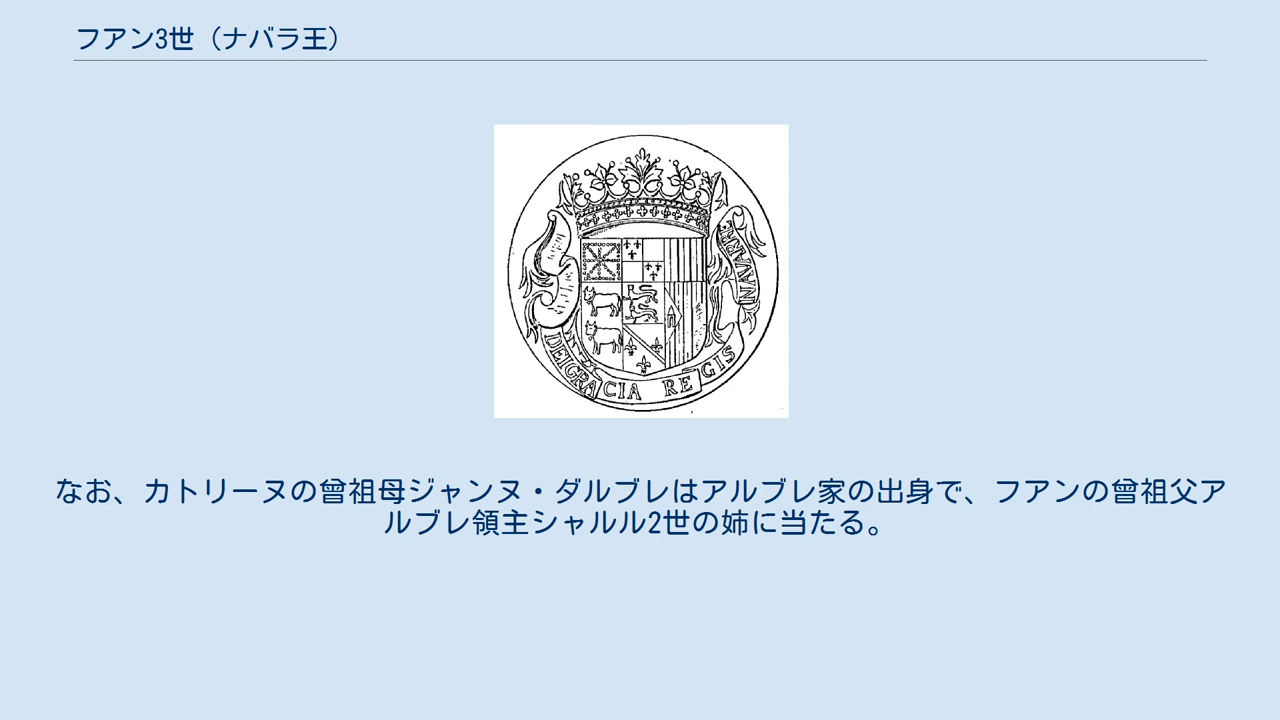 フアン3世（ナバラ王）
NAVARR
DEIGRACIA REGIS
なお、カトリーヌの曾祖母ジャンヌ・ダルブレはアルブレ家の出身で、フアンの曾祖父ア
ルブレ領主シャルル2世の姉に当たる。